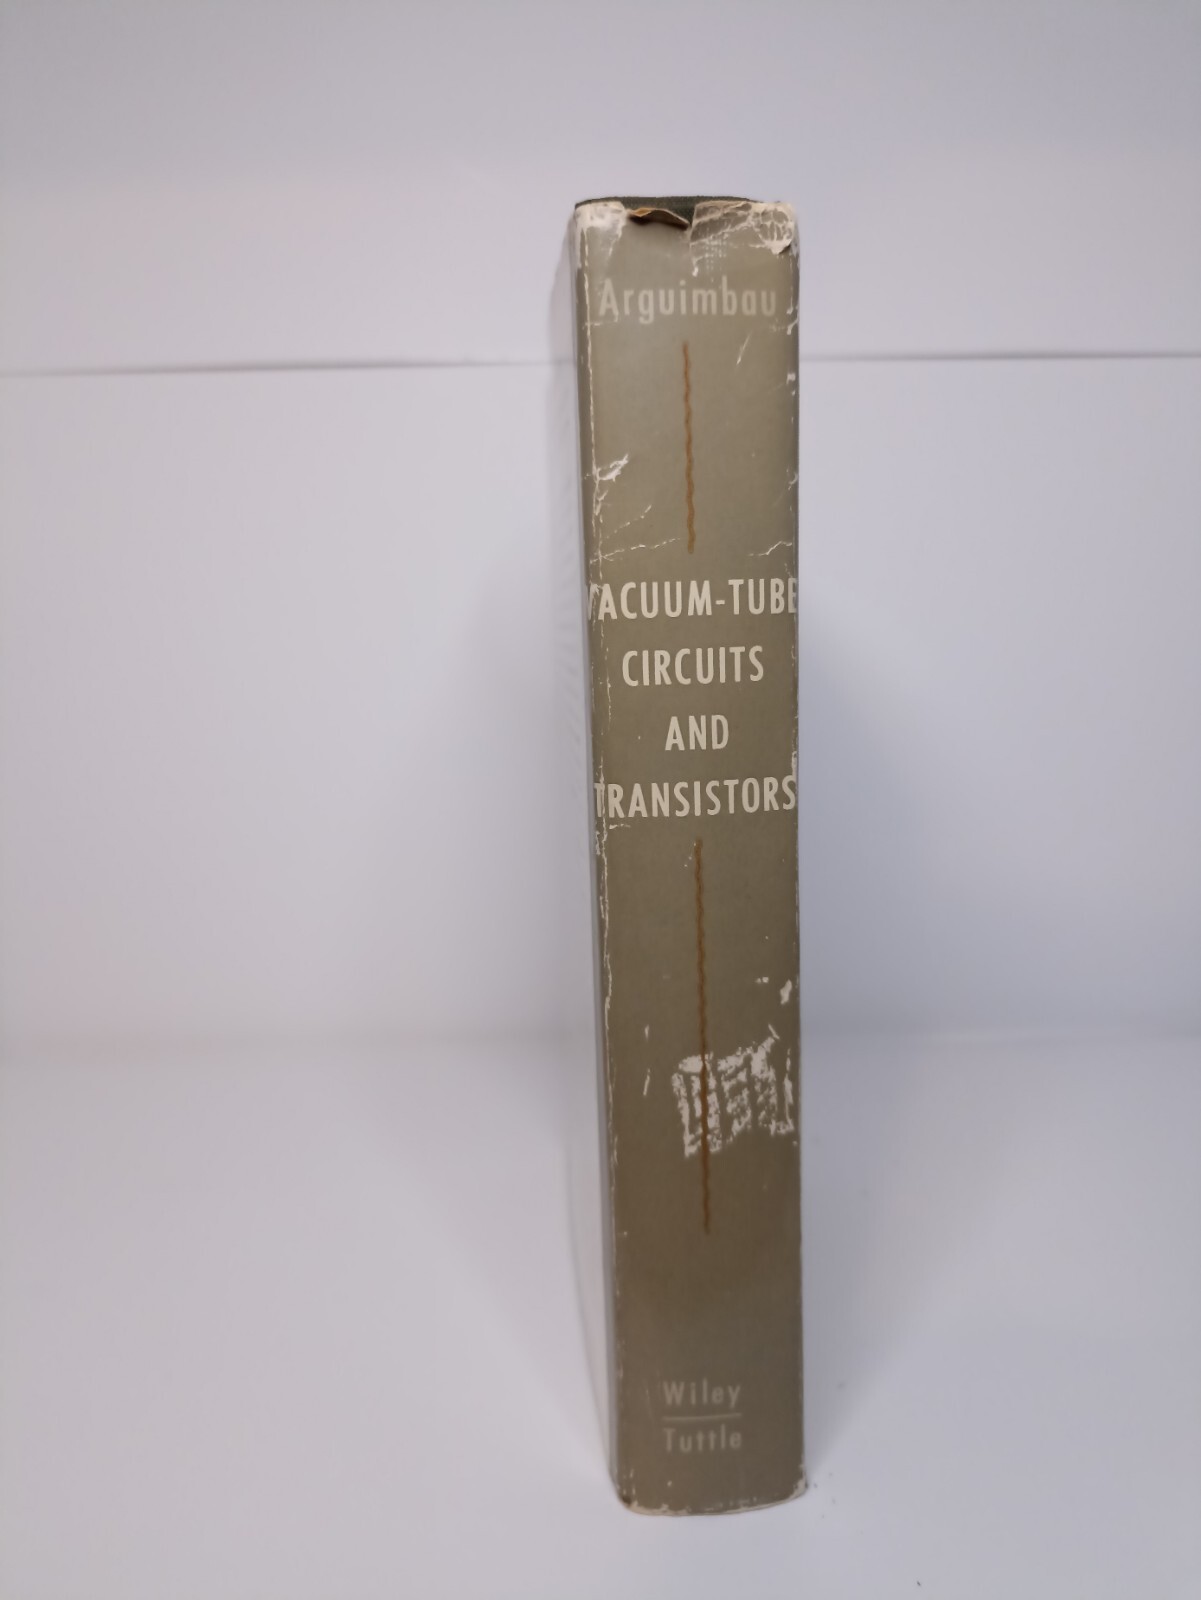 Arguimbau
VACUUM-TUBE
CIRCUITS
AND
TRANSISTORS
Wiley
Tuttle